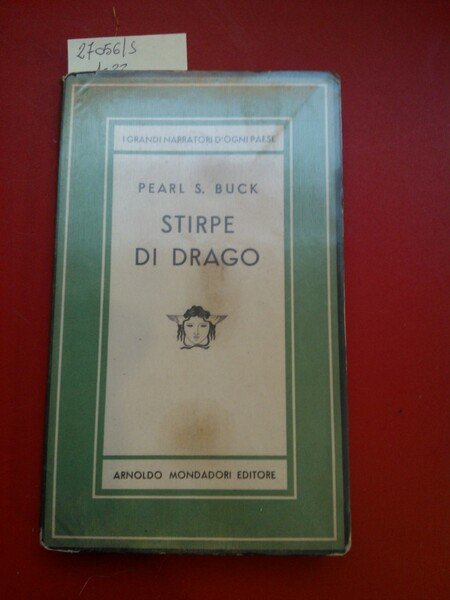 27056/S
I GRANDI NARRATORI D'OGNI PAESE
PEARL S. BUCK
STIRPE
DI DRAGO
ARNOLDO MONDADORI EDITORE